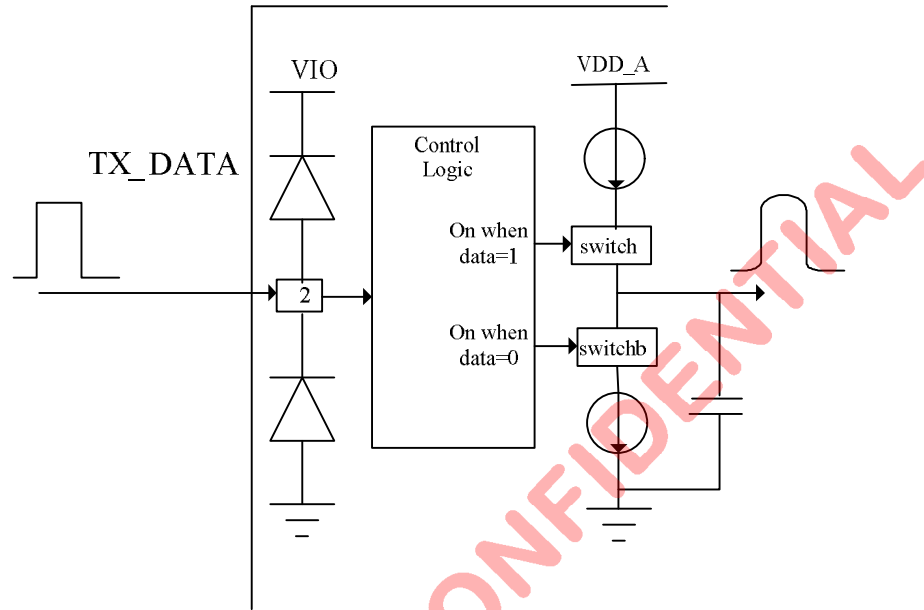 VIO
VDD_A
TX_DATA
Control
Logic
On when
data=1
switch
2
On when
data=0
switchb
CONFIDENTIAL